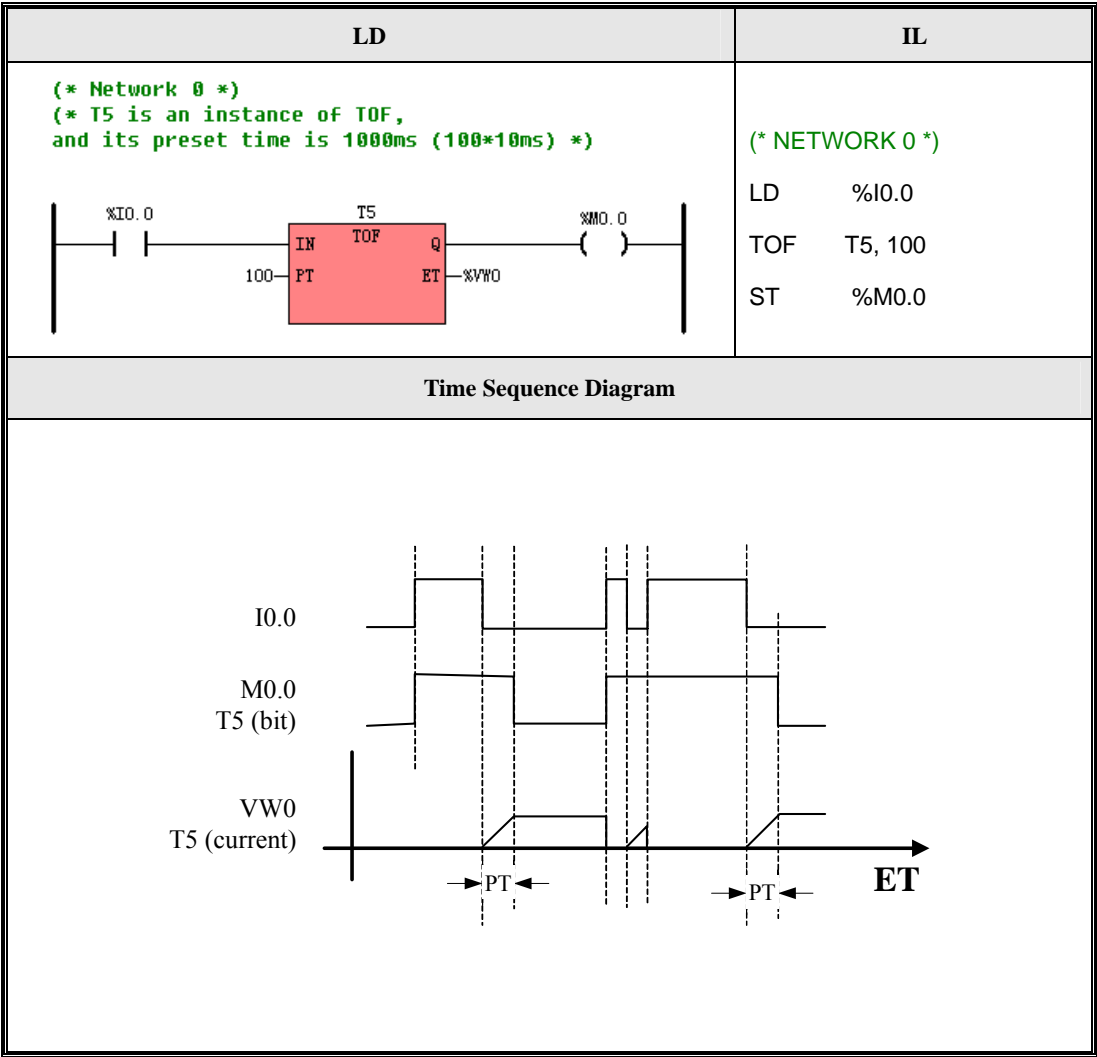 LD
IL
(* Network 0 *)
(* T5 is an instance of TOF,
and its preset time is 1000ms (100*10ms) *)
%I0.0
T5
%M0.0
IN
TOF
Q
100
PT
ET
%VW0
(* NETWORK 0 *)
LD %I0.0
TOF T5, 100
ST %M0.0
Time Sequence Diagram
I0.0
M0.0
T5 (bit)
VW0
T5 (current)
PT
PT
ET